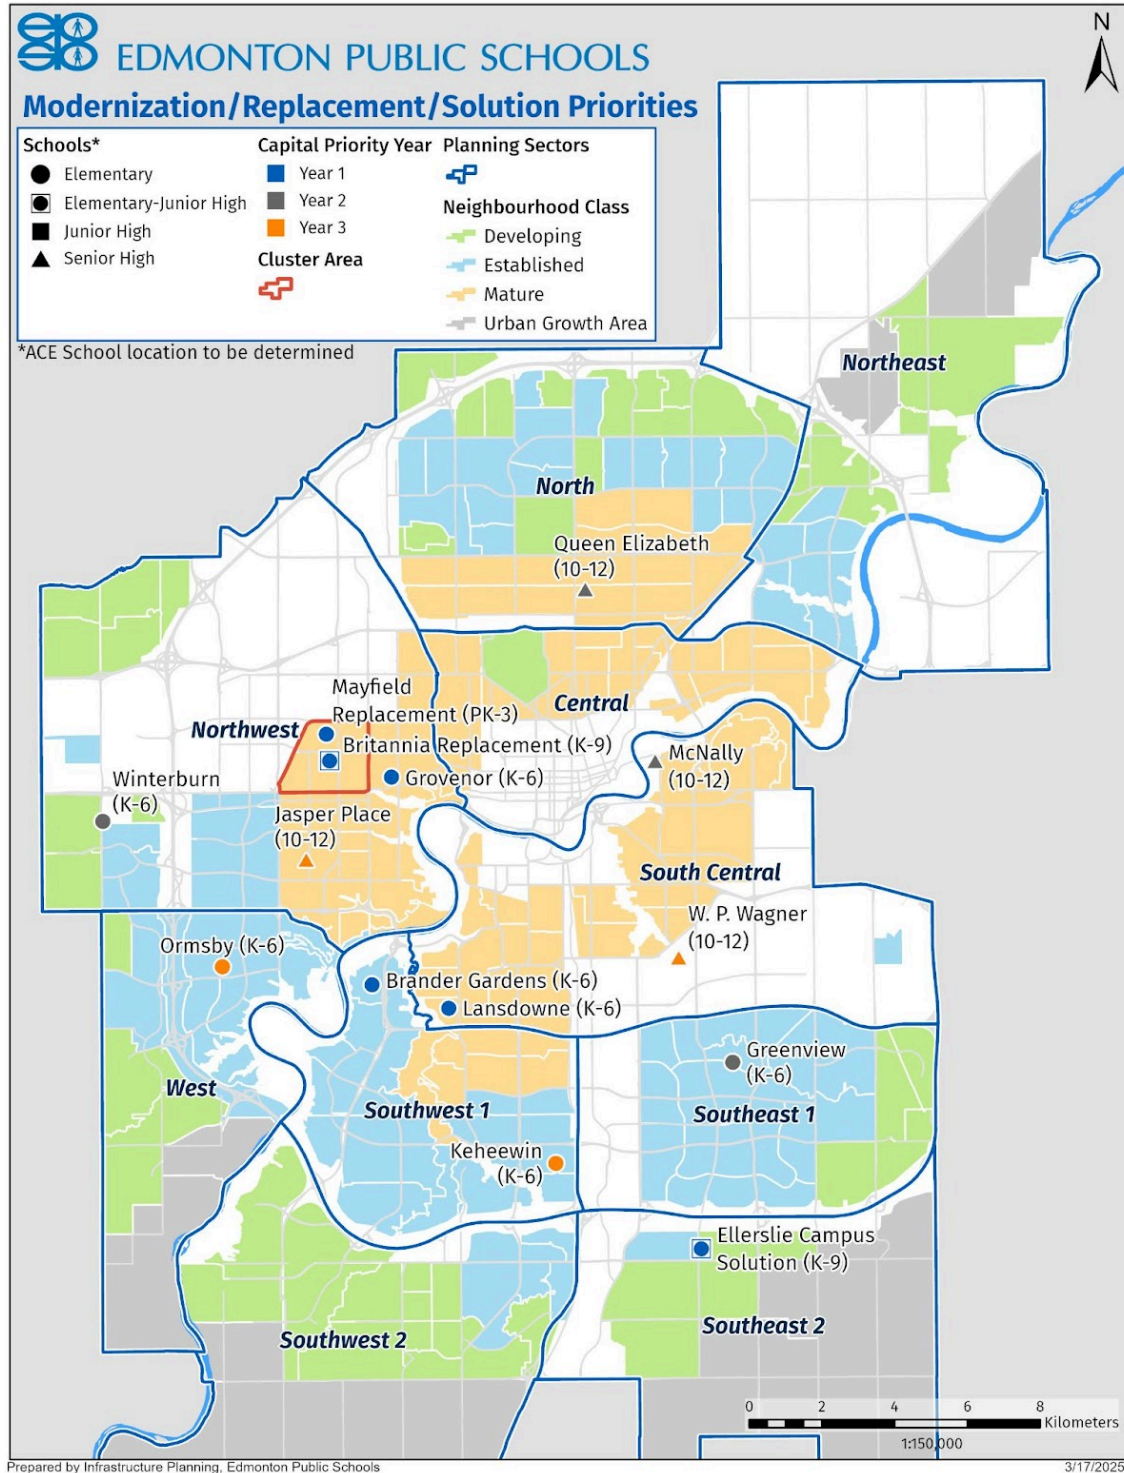 EDMONTON PUBLIC SCHOOLS
Modernization/Replacement/Solution Priorities
N
Schools*
Elementary
Elementary-Junior High
Junior High
Senior High
Capital Priority Year
Year 1
Year 2
Year 3
Cluster Area
Planning Sectors
Neighbourhood Class
Developing
Established
Mature
Urban Growth Area
*ACE School location to be determined
Northeast
North
Queen Elizabeth
(10-12)
Mayfield
Replacement (PK-3)
Northwest
Central
Britannia Replacement (K-9)
McNally
(10-12)
Winterburn
(K-6)
Grovenor (K-6)
Jasper Place
(10-12)
South Central
W. P. Wagner
(10-12)
Ormsby (K-6)
Brander Gardens (K-6)
Lansdowne (K-6)
Greenview
(K-6)
West
Southwest 1
Southeast 1
Keheewin
(K-6)
Ellerslie Campus
Solution (K-9)
Southwest 2
Southeast 2
0 2 4 6 8
Kilometers
1:150,000
Prepared by Infrastructure Planning, Edmonton Public Schools
3/17/2025